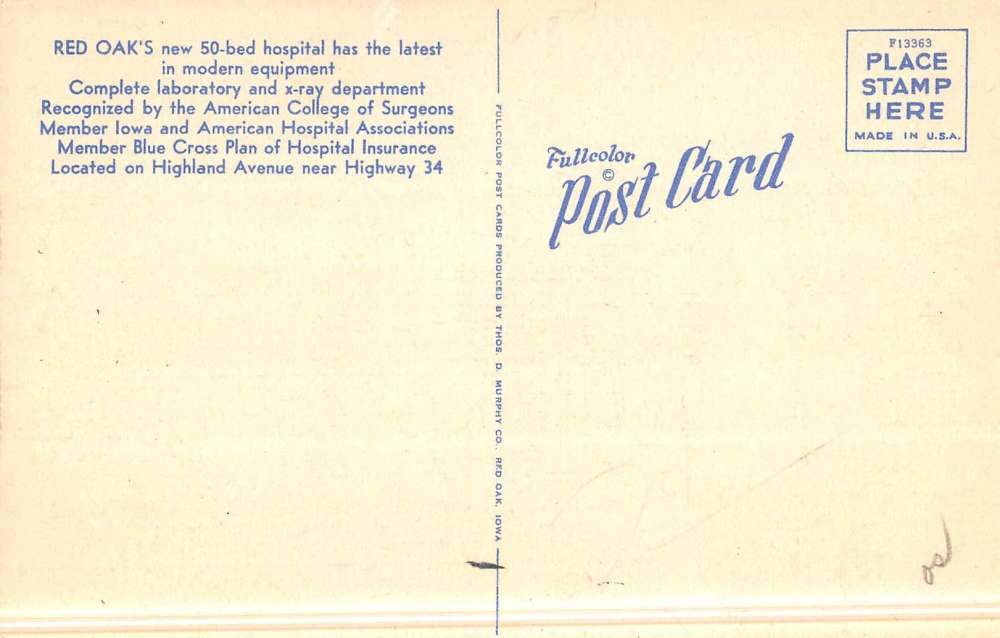 RED OAK'S new 50-bed hospital has the latest
in modern equipment
Complete laboratory and x-ray department
Recognized by the American College of Surgeons
Member Iowa and American Hospital Associations
Member Blue Cross Plan of Hospital Insurance
Located on Highland Avenue near Highway 34
FULLCOLOR POST CARDS PRODUCED BY THOS. D. MURPHY CO., RED OAK, IOWA
Fullcolor
©
Post Card
F13363
PLACE
STAMP
HERE
MADE IN U.S.A.